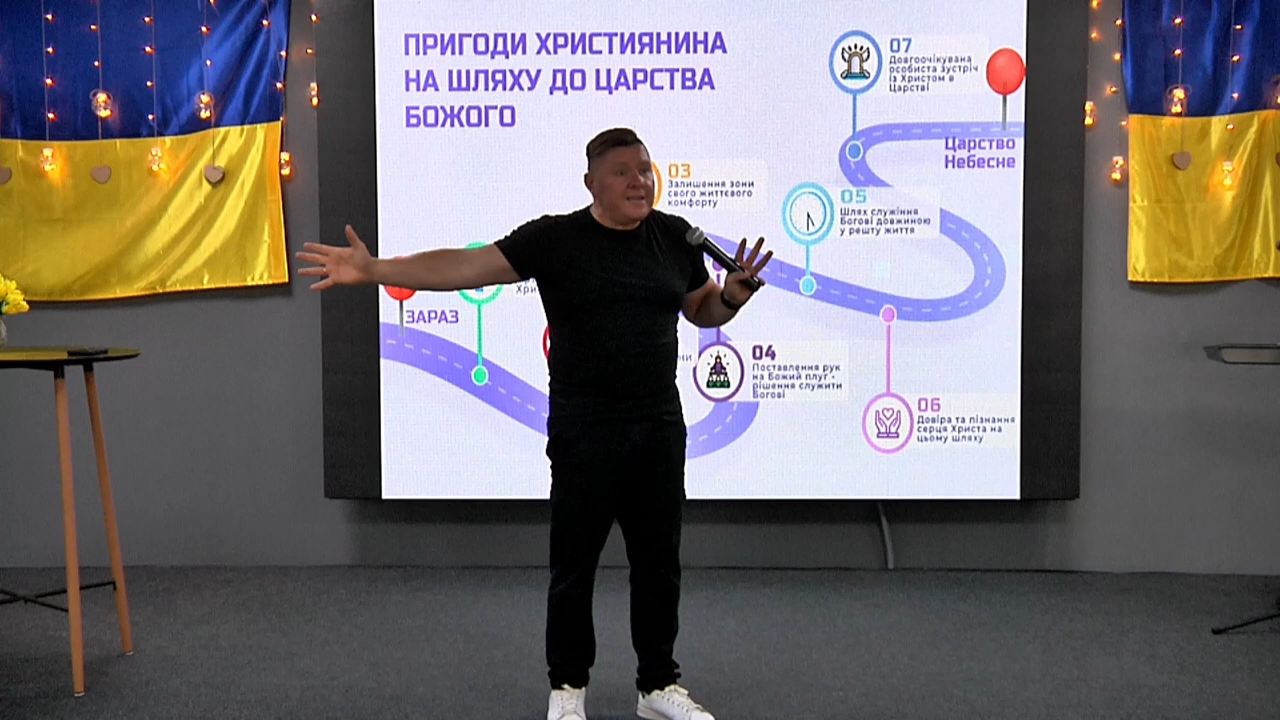 ПРИГОДИ ХРИСТИЯНИНА
НА ШЛЯХУ ДО ЦАРСТВА
БОЖОГО
07
Довгоочікувана
особиста зустріч
із Христом в
Царстві
Царство
Небесне
03
Залишення зони
свого життєвого
комфорту
05
Шлях служіння
Богові довжиною
у решту життя
ЗАРАЗ
04
Поставлення рук
на Божий плуг -
рішення служити
Богові
06
Довіра та пізнання
серця Христа на
цьому шляху